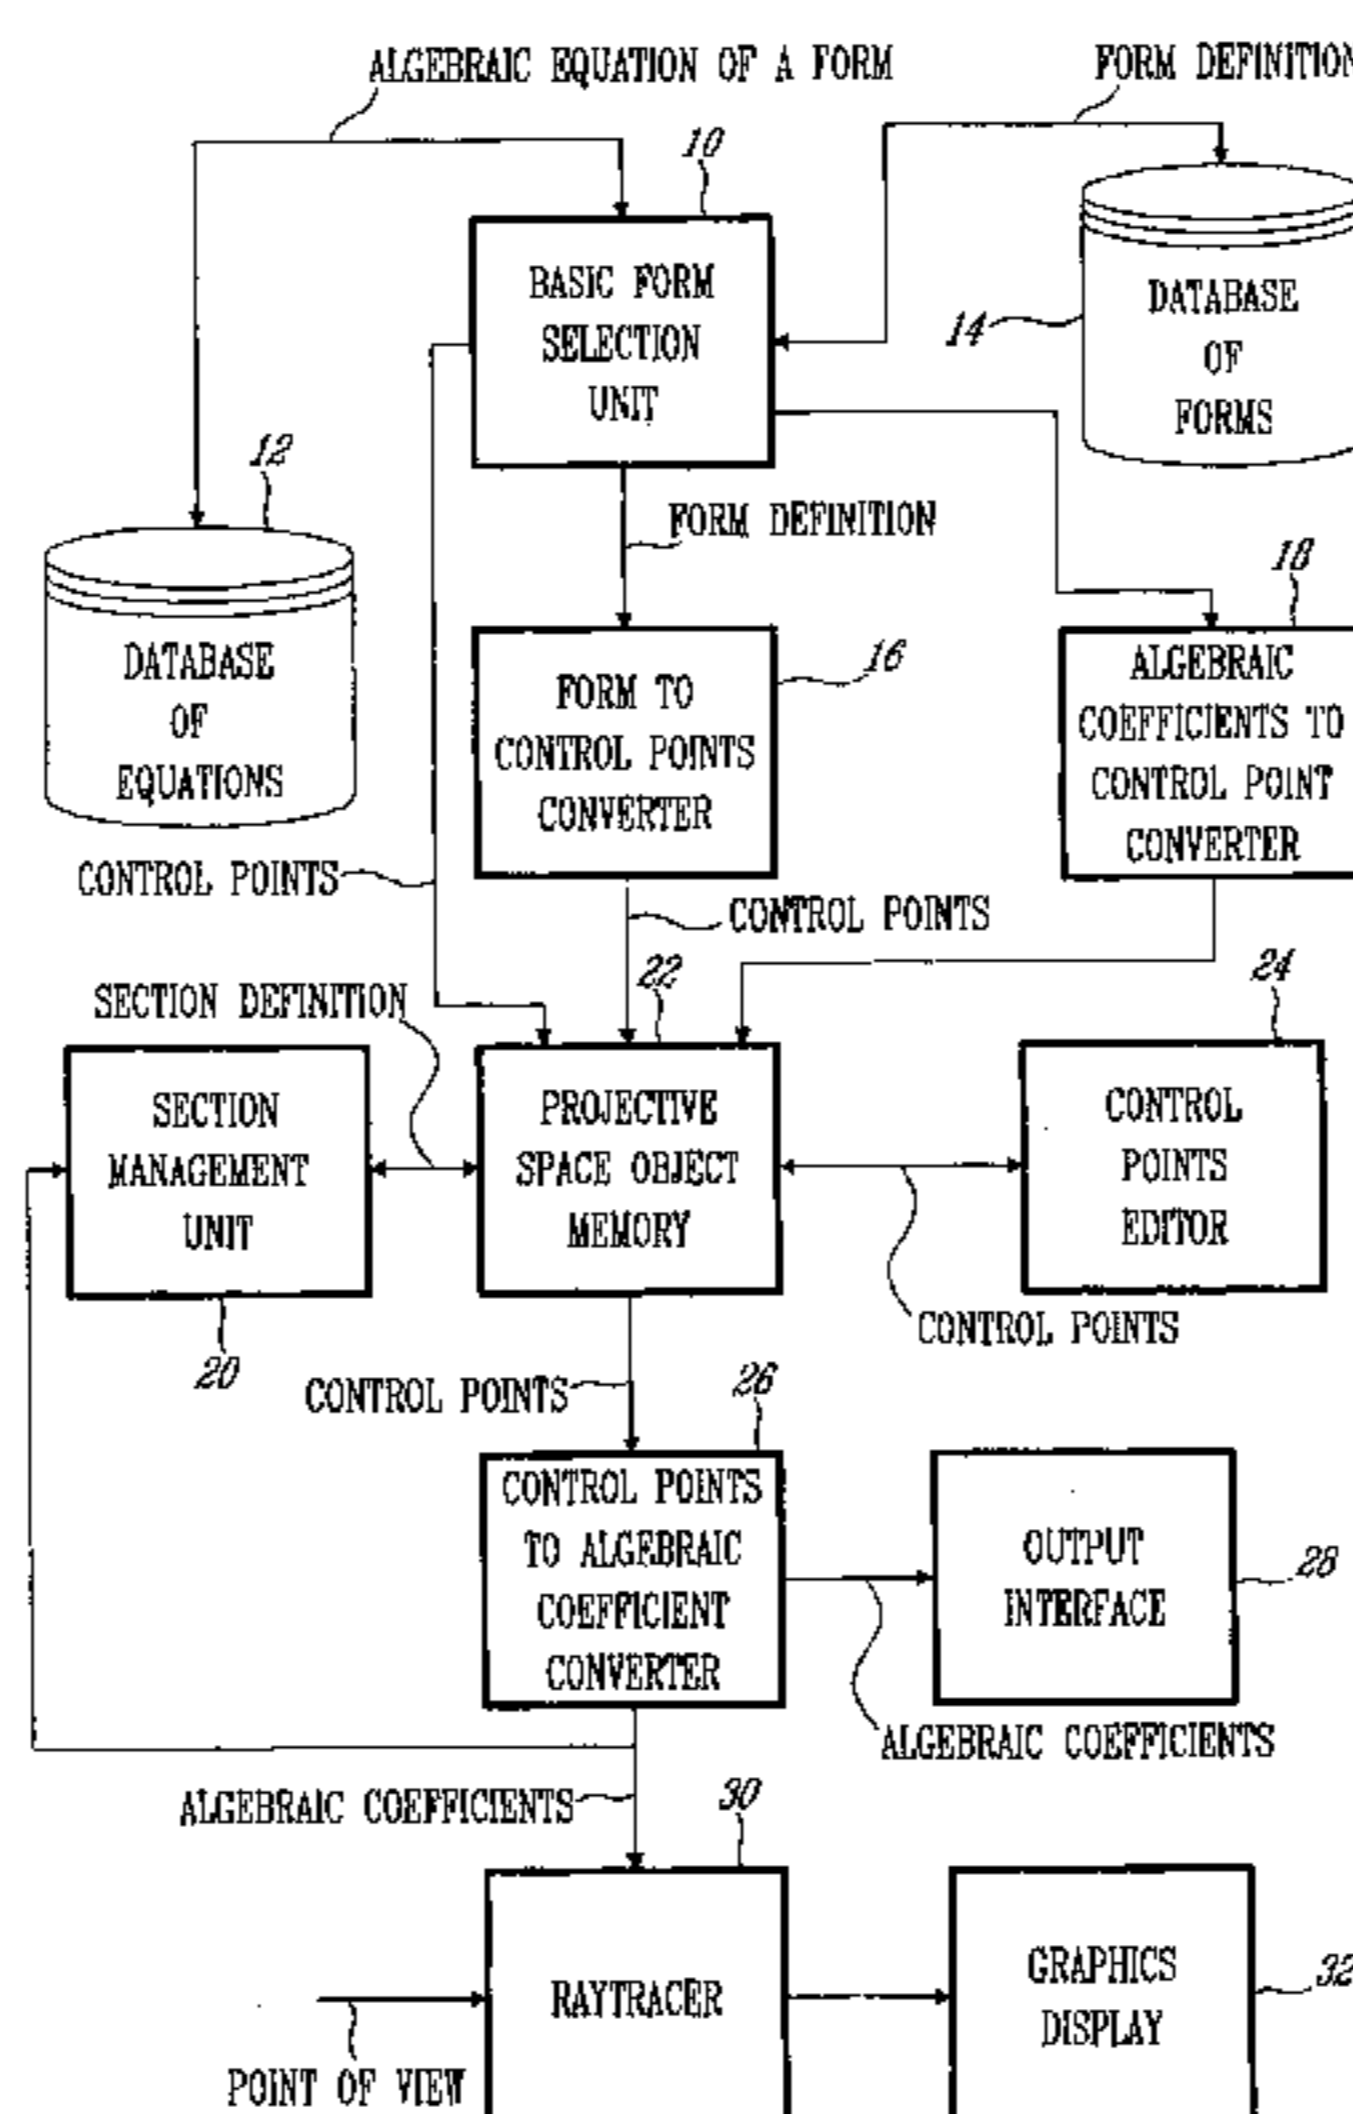 ALGEBRAIC EQUATION OF A FORM
FORM DEFINITION
10
BASIC FORM
SELECTION
UNIT
14
DATABASE
OF
FORMS
12
DATABASE
OF
EQUATIONS
FORM DEFINITION
16
FORM TO
CONTROL POINTS
CONVERTER
18
ALGEBRAIC
COEFFICIENTS TO
CONTROL POINT
CONVERTER
CONTROL POINTS
CONTROL POINTS
SECTION DEFINITION
22
24
SECTION
MANAGEMENT
UNIT
20
PROJECTIVE
SPACE OBJECT
MEMORY
CONTROL
POINTS
EDITOR
CONTROL POINTS
CONTROL POINTS
26
CONTROL POINTS
TO ALGEBRAIC
COEFFICIENT
CONVERTER
OUTPUT
INTERFACE
28
ALGEBRAIC COEFFICIENTS
ALGEBRAIC COEFFICIENTS
30
RAYTRACER
GRAPHICS
DISPLAY
32
POINT OF VIEW